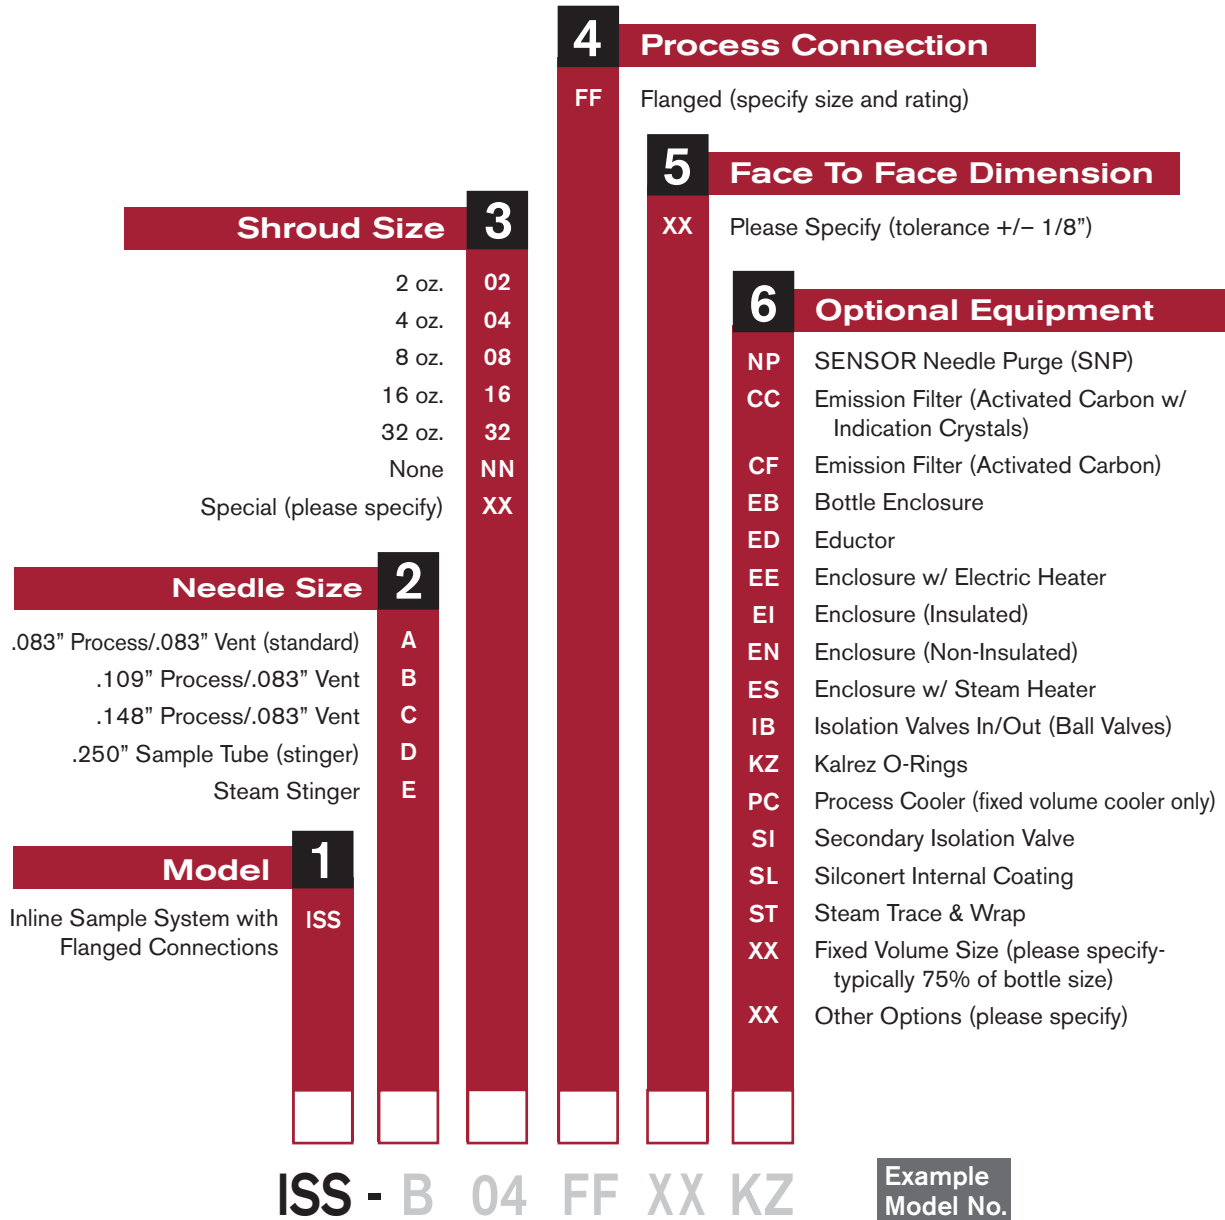 4 Process Connection
FF Flanged (specify size and rating)
5 Face To Face Dimension
XX Please Specify (tolerance +/– 1/8”)
Shroud Size 3
2 oz. 02
4 oz. 04
8 oz. 08
16 oz. 16
32 oz. 32
None NN
Special (please specify) XX
6 Optional Equipment
NP SENSOR Needle Purge (SNP)
CC Emission Filter (Activated Carbon w/
Indication Crystals)
CF Emission Filter (Activated Carbon)
EB Bottle Enclosure
ED Eductor
EE Enclosure w/ Electric Heater
EI Enclosure (Insulated)
EN Enclosure (Non-Insulated)
ES Enclosure w/ Steam Heater
IB Isolation Valves In/Out (Ball Valves)
KZ Kalrez O-Rings
PC Process Cooler (fixed volume cooler only)
SI Secondary Isolation Valve
SL Silconert Internal Coating
ST Steam Trace & Wrap
XX Fixed Volume Size (please specify-
typically 75% of bottle size)
XX Other Options (please specify)
Needle Size 2
.083” Process/.083” Vent (standard) A
.109” Process/.083” Vent B
.148” Process/.083” Vent C
.250” Sample Tube (stinger) D
Steam Stinger E
Model 1
Inline Sample System with ISS
Flanged Connections
ISS - B 04 FF XX KZ
Example
Model No.